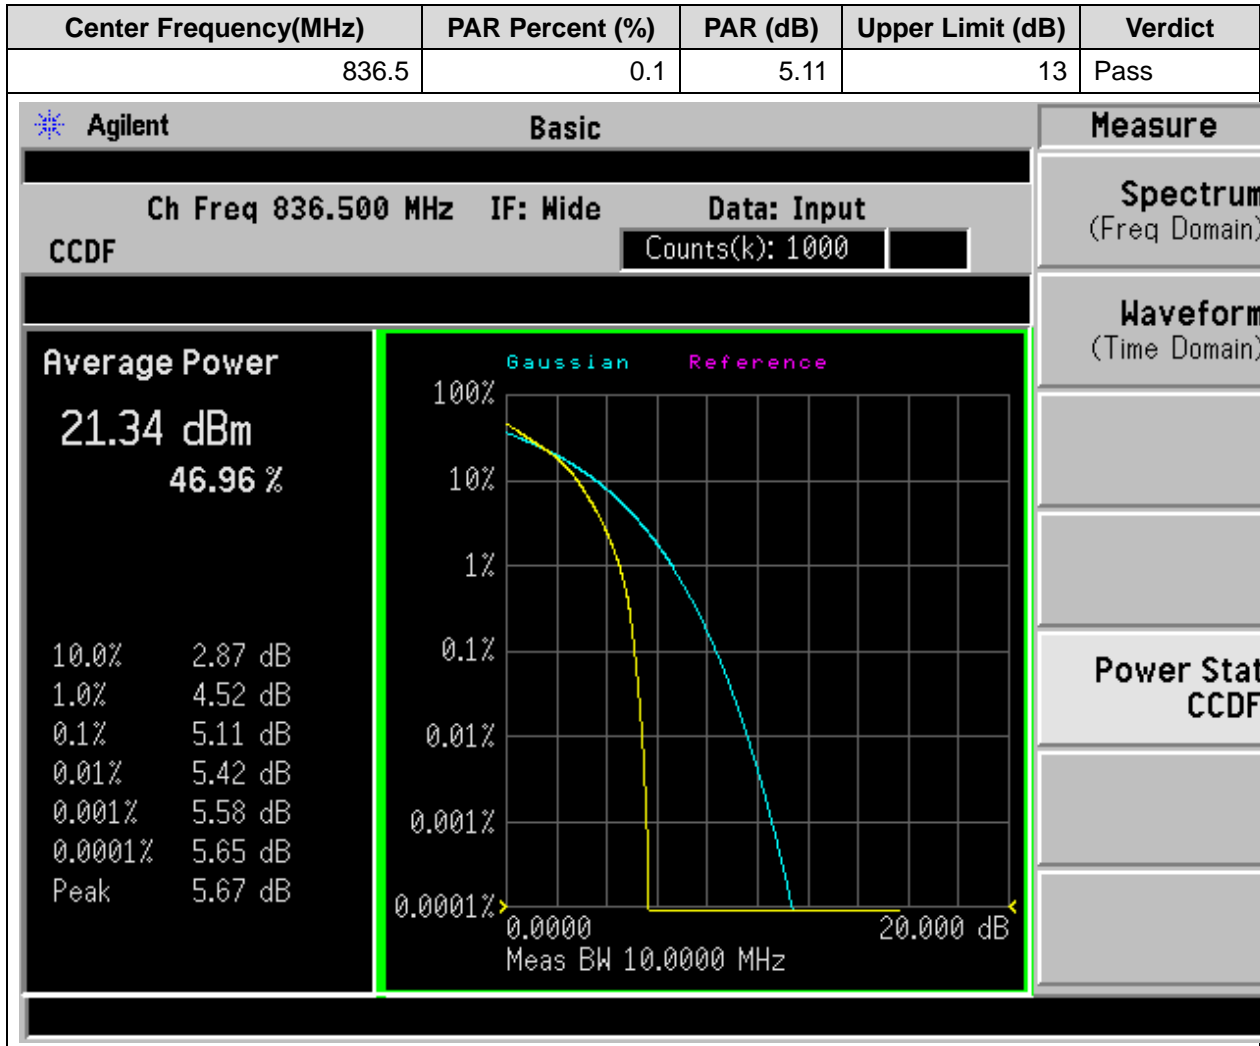 Center Frequency(MHz) PAR Percent (%) PAR (dB) Upper Limit (dB) Verdict
836.5 0.1 5.11 13 Pass
Agilent Basic Measure
Ch Freq 836.500 MHz IF: Wide Data: Input
CCDF Counts(k): 1000
Spectrum
(Freq Domain)
Waveform
(Time Domain)
Power Stat
CCDF
Average Power
21.34 dBm
46.96 %
10.0% 2.87 dB
1.0% 4.52 dB
0.1% 5.11 dB
0.01% 5.42 dB
0.001% 5.58 dB
0.0001% 5.65 dB
Peak 5.67 dB
Gaussian Reference
100%
10%
1%
0.1%
0.01%
0.001%
0.0001%
0.0000 20.000 dB
Meas BW 10.0000 MHz